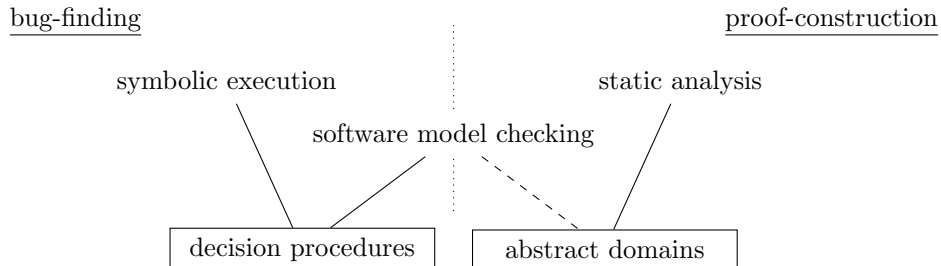 bug-finding
proof-construction
symbolic execution
static analysis
software model checking
decision procedures
abstract domains